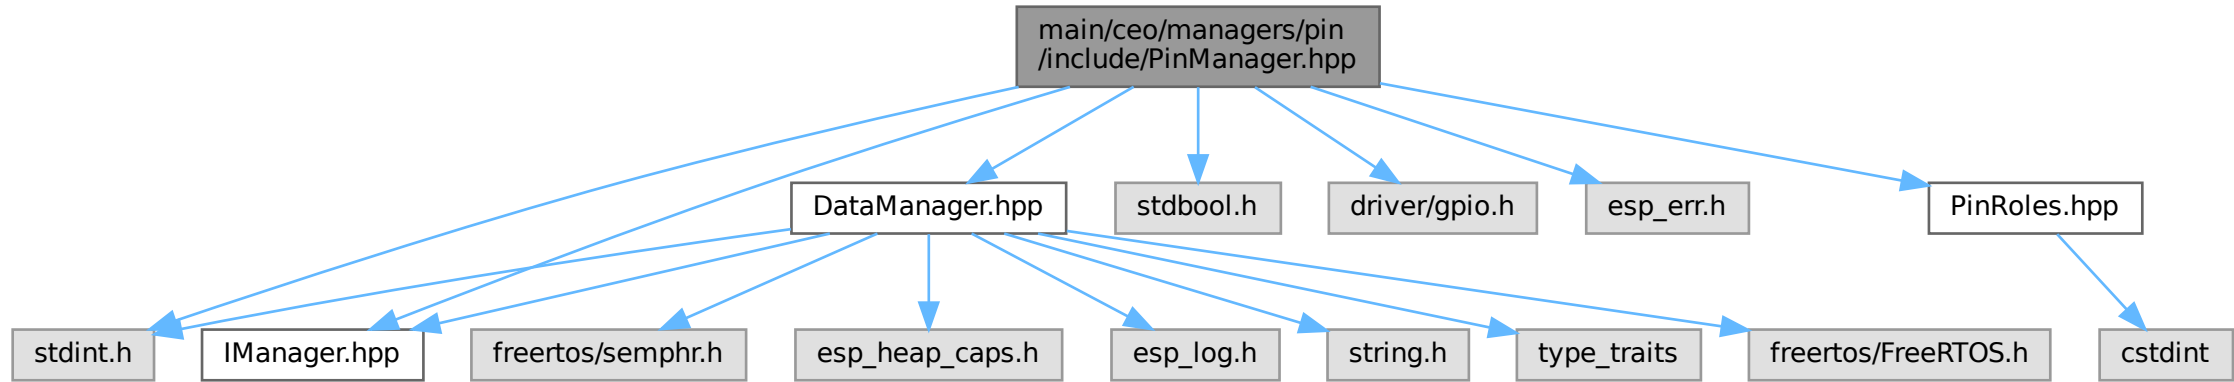 main/ceo/managers/pin
/include/PinManager.hpp
DataManager.hpp
stdbool.h
driver/gpio.h
esp_err.h
PinRoles.hpp
stdint.h
IManager.hpp
freertos/semphr.h
esp_heap_caps.h
esp_log.h
string.h
type_traits
freertos/FreeRTOS.h
cstdint